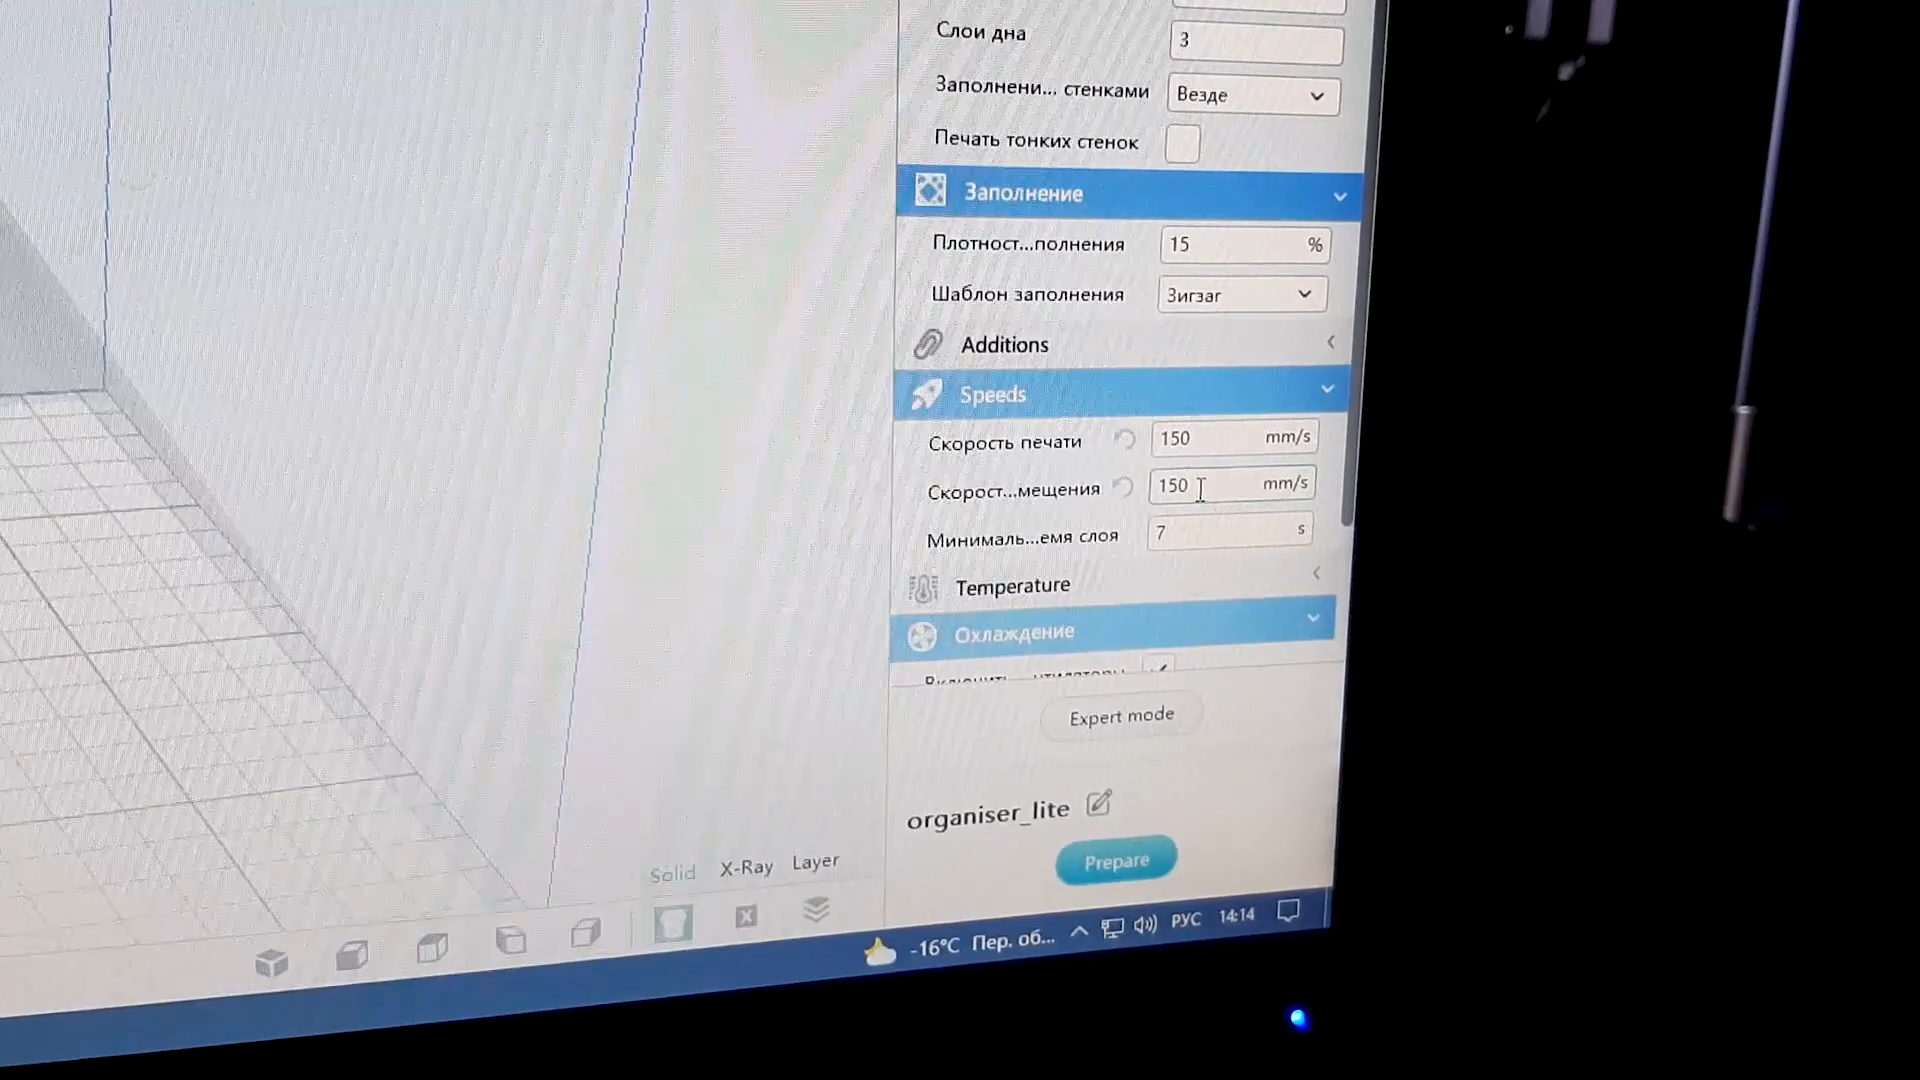 Слои дна 3
Заполнени... стенками Везде
Печать тонких стенок
Заполнение
Плотност...полнения 15 %
Шаблон заполнения Зигзаг
Additions
Speeds
Скорость печати 150 mm/s
Скорост...мещения 150 mm/s
Минималь...емя слоя 7 s
Temperature
Охлаждение
Expert mode
organiser_lite
Prepare
Solid X-Ray Layer
-16°C Пер. об... РУС 14:14